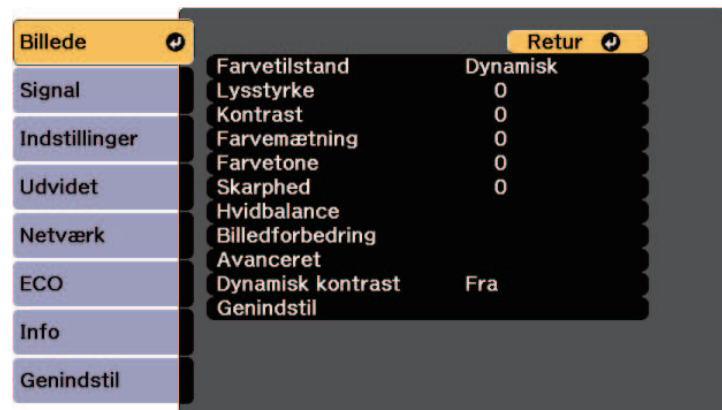 Billede
Signal
Indstillinger
Udvidet
Netværk
ECO
Info
Genindstil
Retur
Farvetilstand Dynamisk
Lysstyrke 0
Kontrast 0
Farvemætning 0
Farvetone 0
Skarphed 0
Hvidbalance
Billedforbedring
Avanceret
Dynamisk kontrast Fra
Genindstil